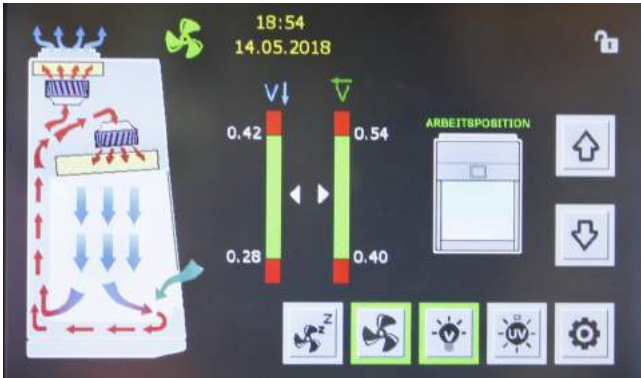 18:54
14.05.2018
V V
0.42 0.54
ARBEITSPOSITION
0.28 0.40
z z z
V UV